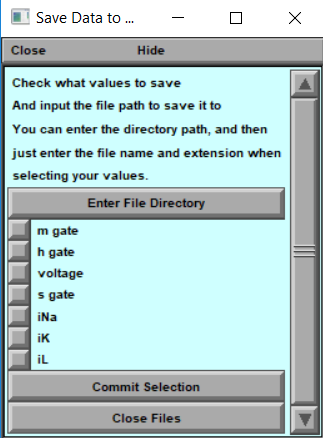 Save Data to ...
Close Hide
Check what values to save
And input the file path to save it to
You can enter the directory path, and then
just enter the file name and extension when
selecting your values.
Enter File Directory
m gate
h gate
voltage
s gate
iNa
iK
iL
Commit Selection
Close Files